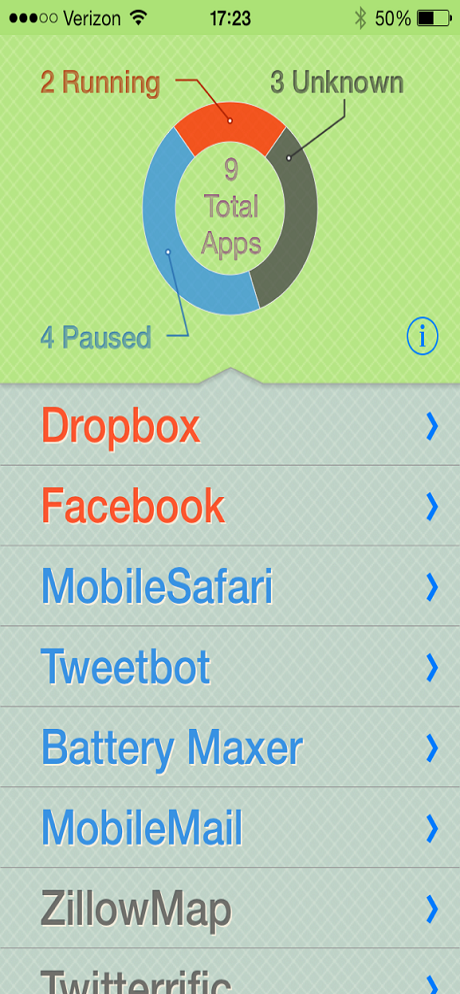 Verizon 17:23 50%
2 Running 3 Unknown
9
Total
Apps
4 Paused
i
Dropbox
Facebook
MobileSafari
Tweetbot
Battery Maxer
MobileMail
ZillowMap
Twitterrific